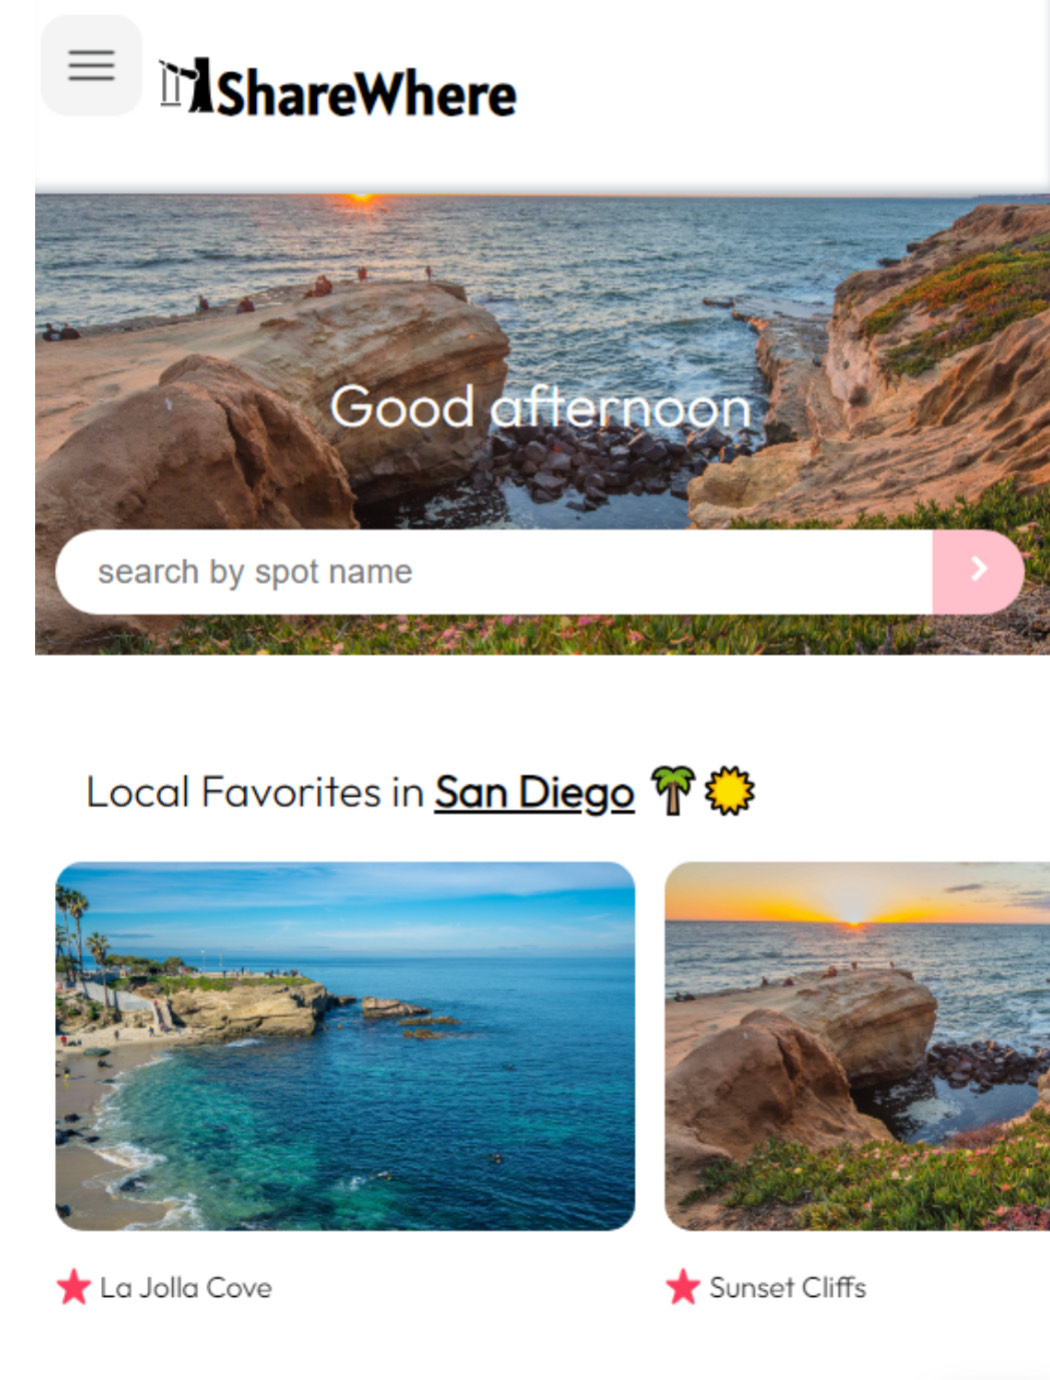 ShareWhere
Good afternoon
search by spot name
Local Favorites in San Diego 🌴☀️
La Jolla Cove
Sunset Cliffs